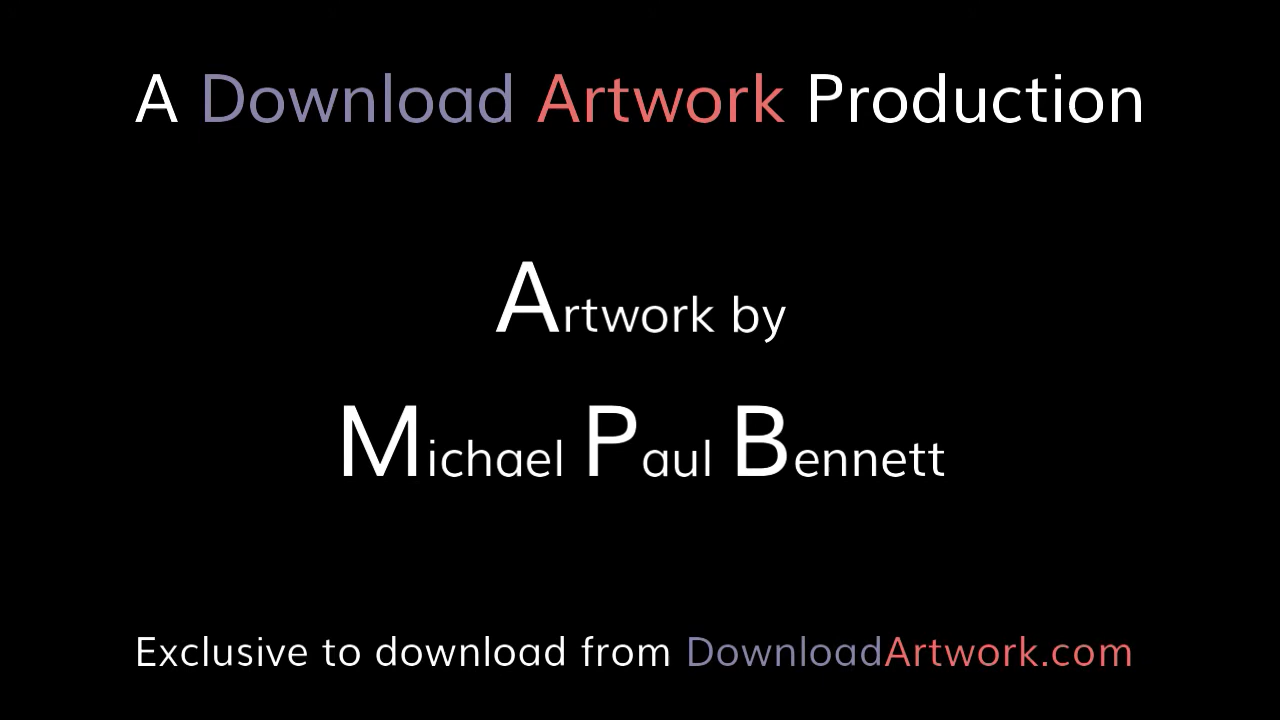 A Download Artwork Production
Artwork by
Michael Paul Bennett
Exclusive to download from DownloadArtwork.com